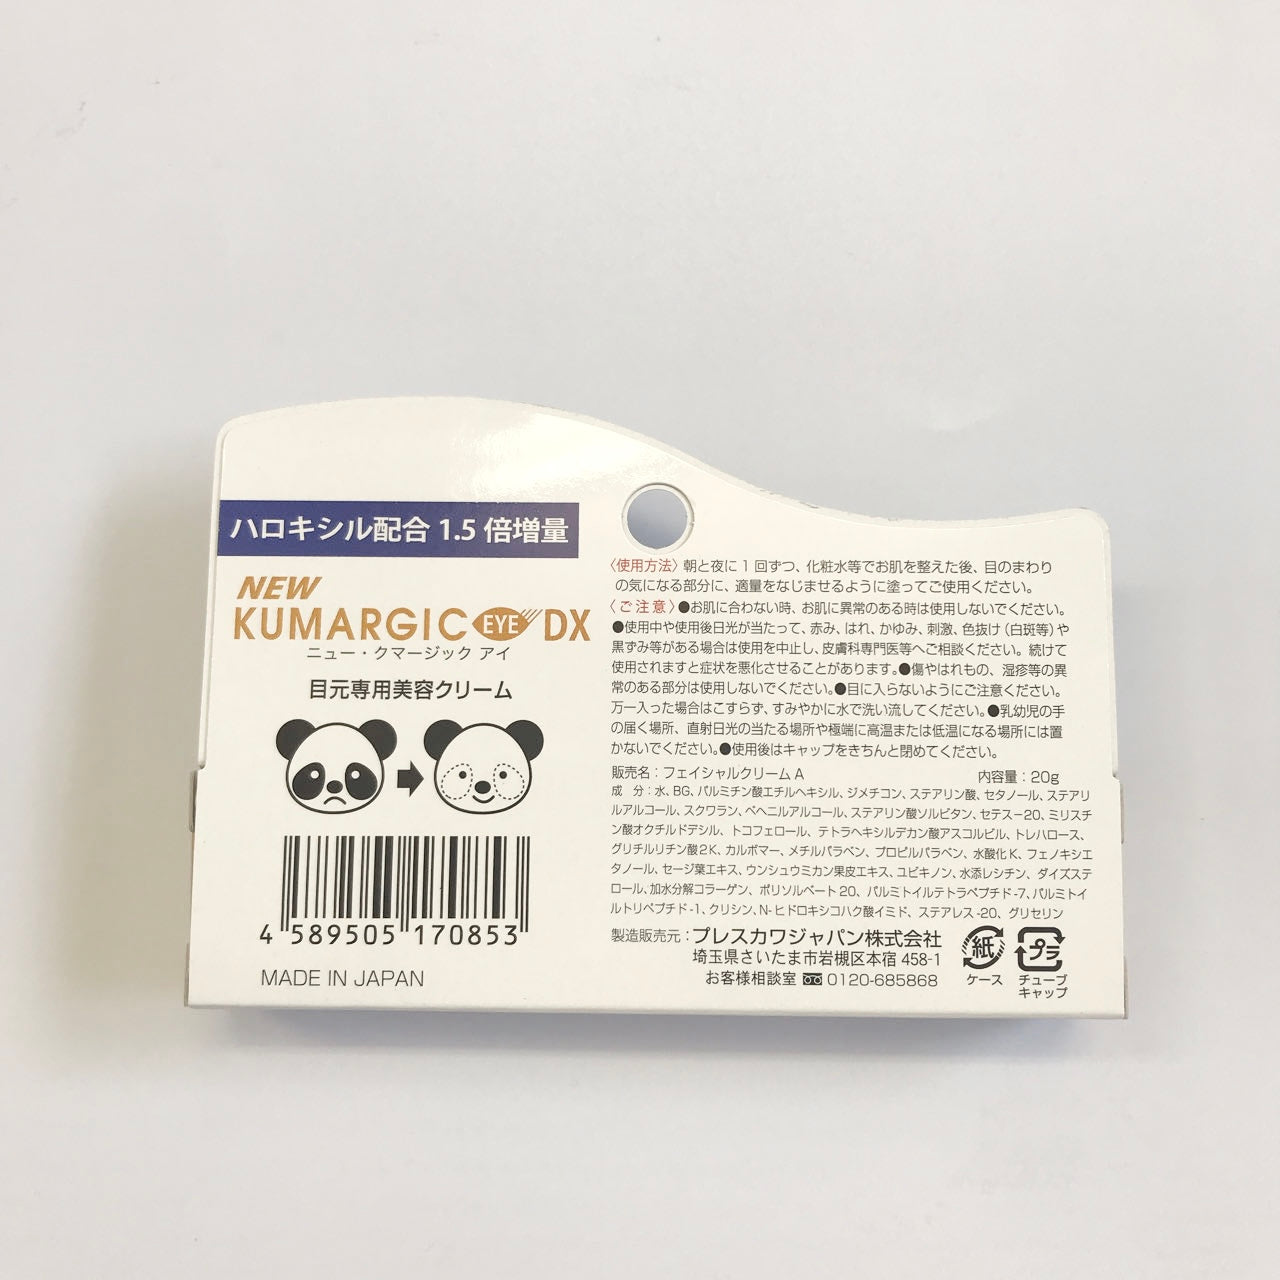 ハロキシル配合 1.5 倍増量
NEW
KUMARGIC EYE DX
ニュー・クマージック アイ
目元専用美容クリーム
4 589505 170853
MADE IN JAPAN
〈使用方法〉朝と夜に 1 回ずつ、化粧水等でお肌を整えた後、目のまわり
の気になる部分に、適量をなじませるように塗ってご使用ください。
〈ご注意〉●お肌に合わない時、お肌に異常のある時は使用しないでください。
●使用中や使用後日光が当たって、赤み、はれ、かゆみ、刺激、色抜け（白斑等）や
黒ずみ等がある場合は使用を中止し、皮膚科専門医等へご相談ください。続けて
使用されますと症状を悪化させることがあります。●傷やはれもの、湿疹等の異
常のある部分は使用しないでください。●目に入らないようにご注意ください。
万一入った場合はこすらず、すみやかに水で洗い流してください。●乳幼児の手
の届く場所、直射日光の当たる場所や極端に高温または低温になる場所には置
かないでください。●使用後はキャップをきちんと閉めてください。
販売名：フェイシャルクリーム A 内容量：20g
成 分：水、BG、パルミチン酸エチルヘキシル、ジメチコン、ステアリン酸、セタノール、ステアリ
ルアルコール、スクワラン、ベヘニルアルコール、ステアリン酸ソルビタン、セテス－20、ミリスチ
ン酸オクチルドデシル、トコフェロール、テトラヘキシルデカン酸アスコルビル、トレハロース、
グリチルリチン酸2K、カルボマー、メチルパラベン、プロピルパラベン、水酸化K、フェノキシエ
タノール、セージ葉エキス、ウンシュウミカン果皮エキス、ユビキノン、水添レシチン、ダイズステ
ロール、加水分解コラーゲン、ポリソルベート20、パルミトイルテトラペプチド-7、パルミトイ
ルトリペプチド-1、クリシン、N-ヒドロキシコハク酸イミド、ステアレス-20、グリセリン
製造販売元：プレスカワジャパン株式会社
埼玉県さいたま市岩槻区本宿 458-1
お客様相談室 0120-685868
紙
ケース
プラ
チューブ
キャップ